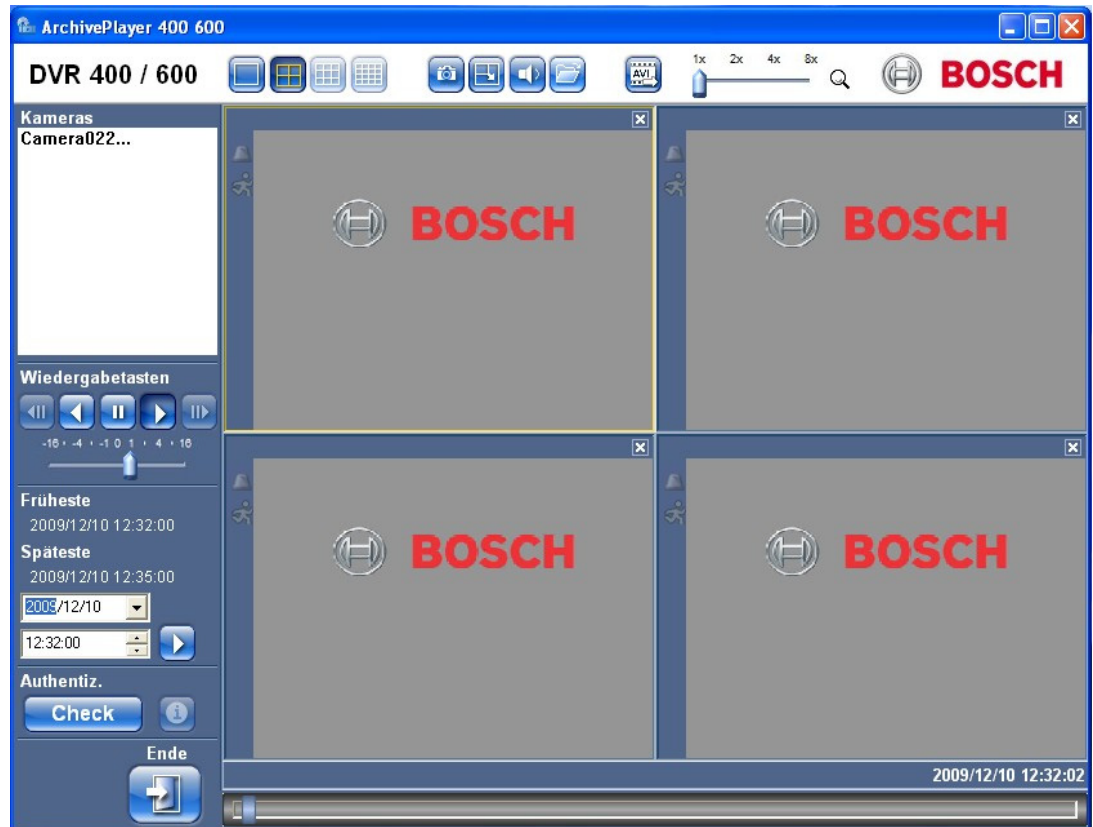 ArchivePlayer 400 600
DVR 400 / 600
AVI
1x 2x 4x 8x
BOSCH
Kameras
Camera022...
BOSCH
BOSCH
Wiedergabetasten
-16 -4 -1 0 1 4 16
BOSCH
BOSCH
Früheste
2009/12/10 12:32:00
Späteste
2009/12/10 12:35:00
2009/12/10
12:32:00
Authentiz.
Check
Ende
2009/12/10 12:32:02